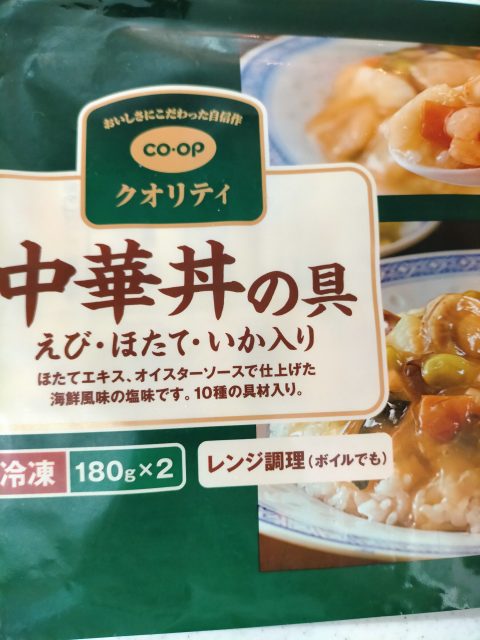 おいしさにこだわった自信作
CO・OP
クオリティ
中華丼の具
えび・ほたて・いか入り
ほたてエキス、オイスターソースで仕上げた
海鮮風味の塩味です。10種の具材入り。
冷凍 180g×2 レンジ調理(ボイルでも)